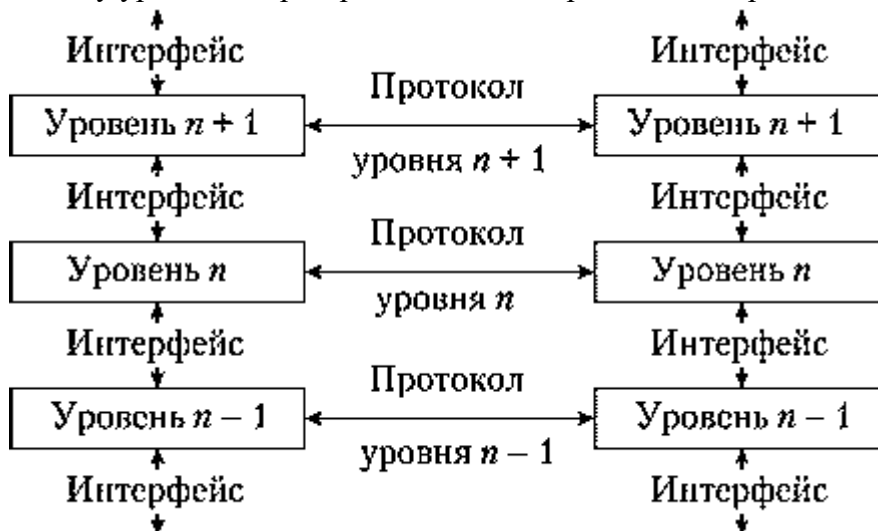 Интерфейс Интерфейс
Протокол
Уровень n + 1 Уровень n + 1
уровня n + 1
Интерфейс Интерфейс
Протокол
Уровень n Уровень n
уровня n
Интерфейс Интерфейс
Протокол
Уровень n – 1 Уровень n – 1
уровня n – 1
Интерфейс Интерфейс